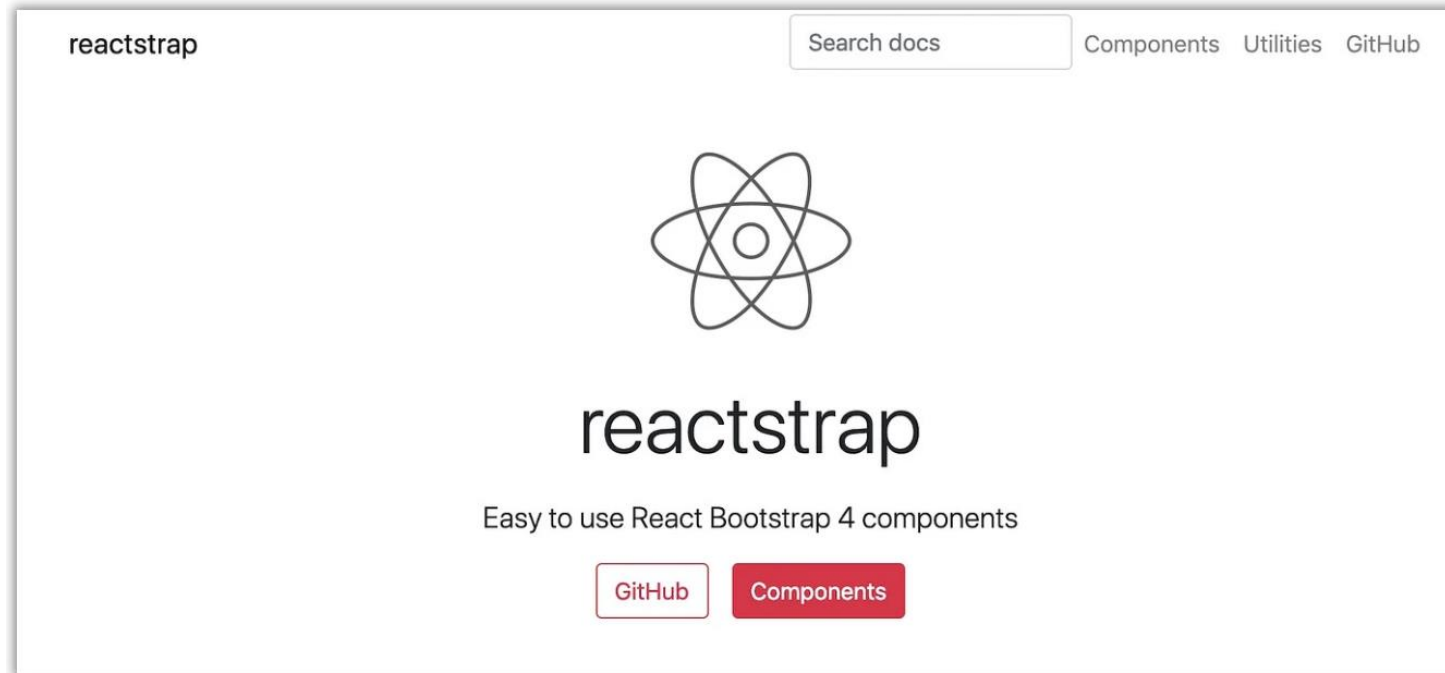 reactstrap Search docs Components Utilities GitHub
reactstrap
Easy to use React Bootstrap 4 components
GitHub Components